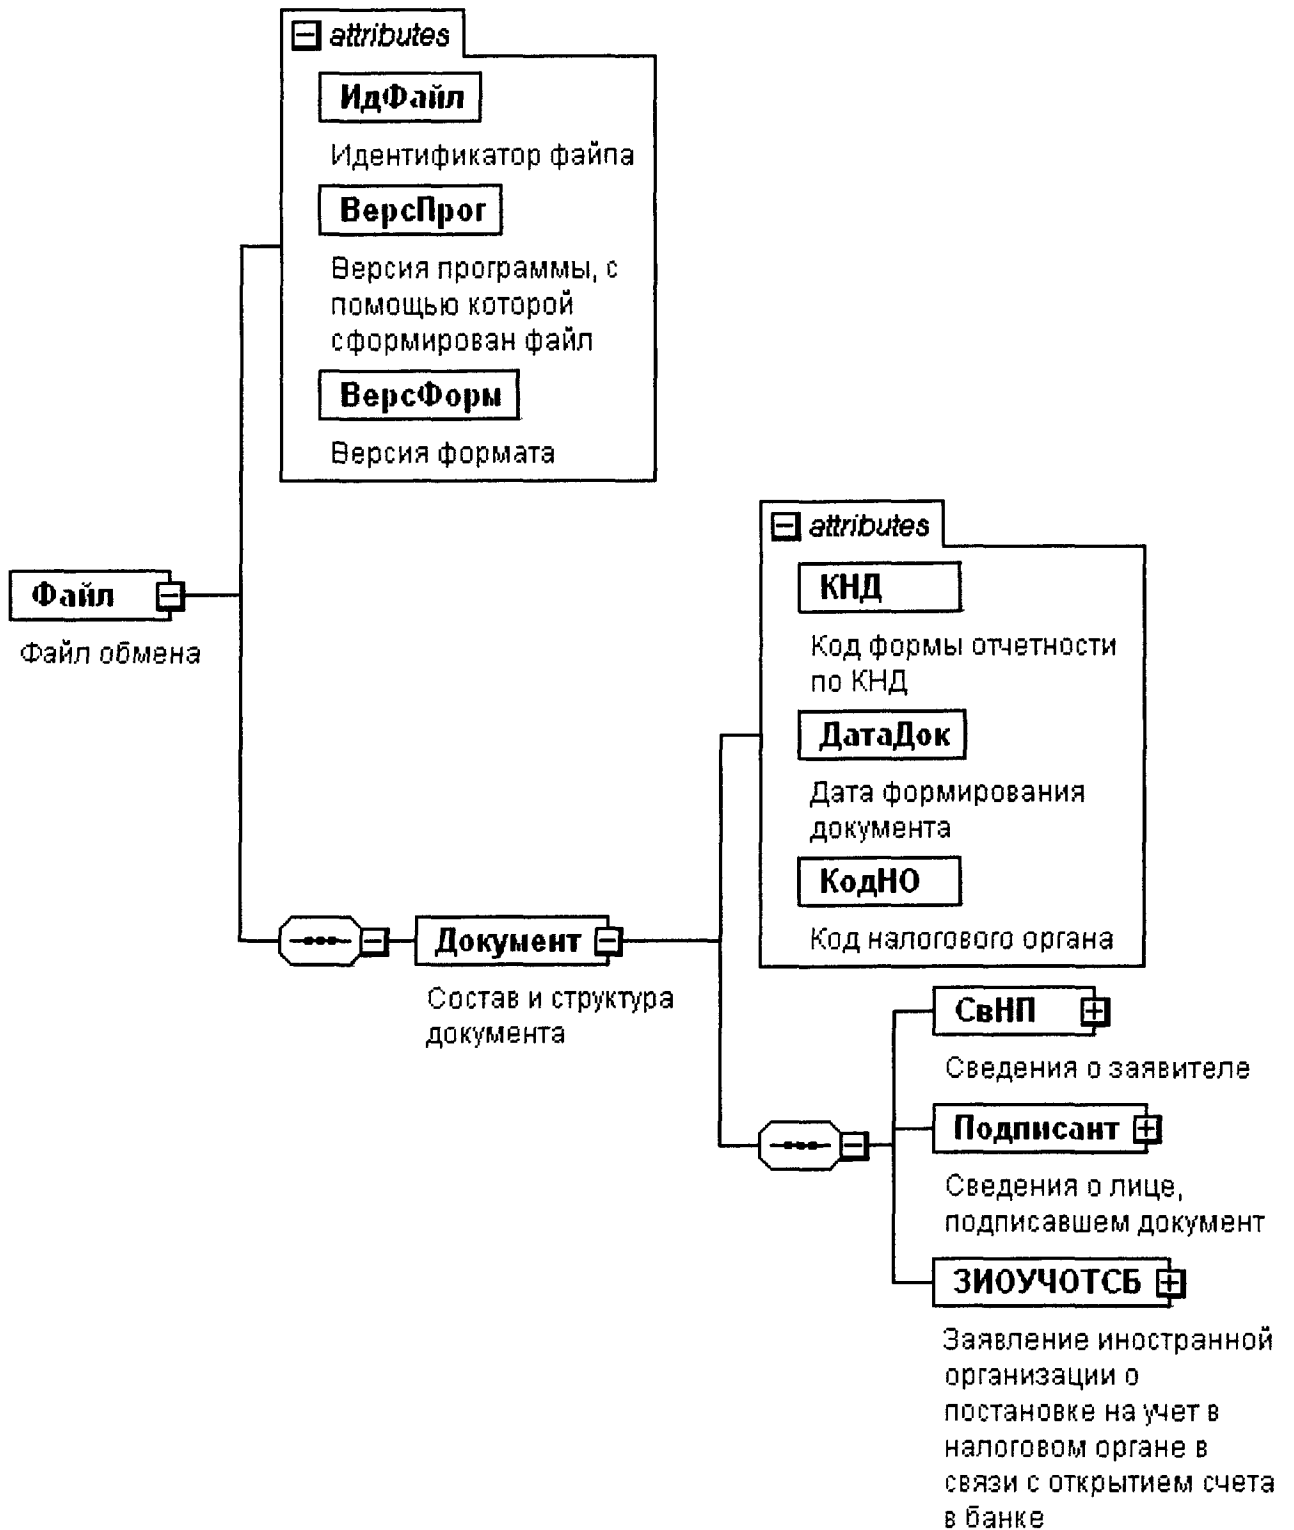 attributes
ИдФайл
Идентификатор файла
ВерсПрог
Версия программы, с
помощью которой
сформирован файл
ВерсФорм
Версия формата
Файл
Файл обмена
Документ
Состав и структура
документа
attributes
КНД
Код формы отчетности
по КНД
ДатаДок
Дата формирования
документа
КодНО
Код налогового органа
СвНП
Сведения о заявителе
Подписант
Сведения о лице,
подписавшем документ
ЗИОУЧОТСБ
Заявление иностранной
организации о
постановке на учет в
налоговом органе в
связи с открытием счета
в банке